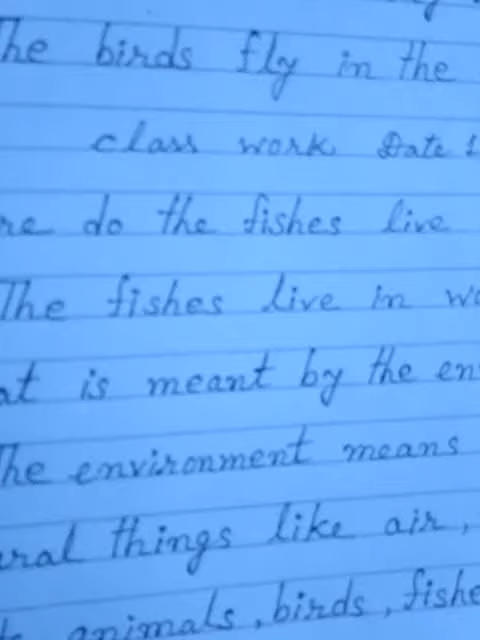 The birds fly in the
class work Date
re do the fishes live
The fishes live in
at is meant by the en
The environment means
ural things like air,
animals, birds, fishe